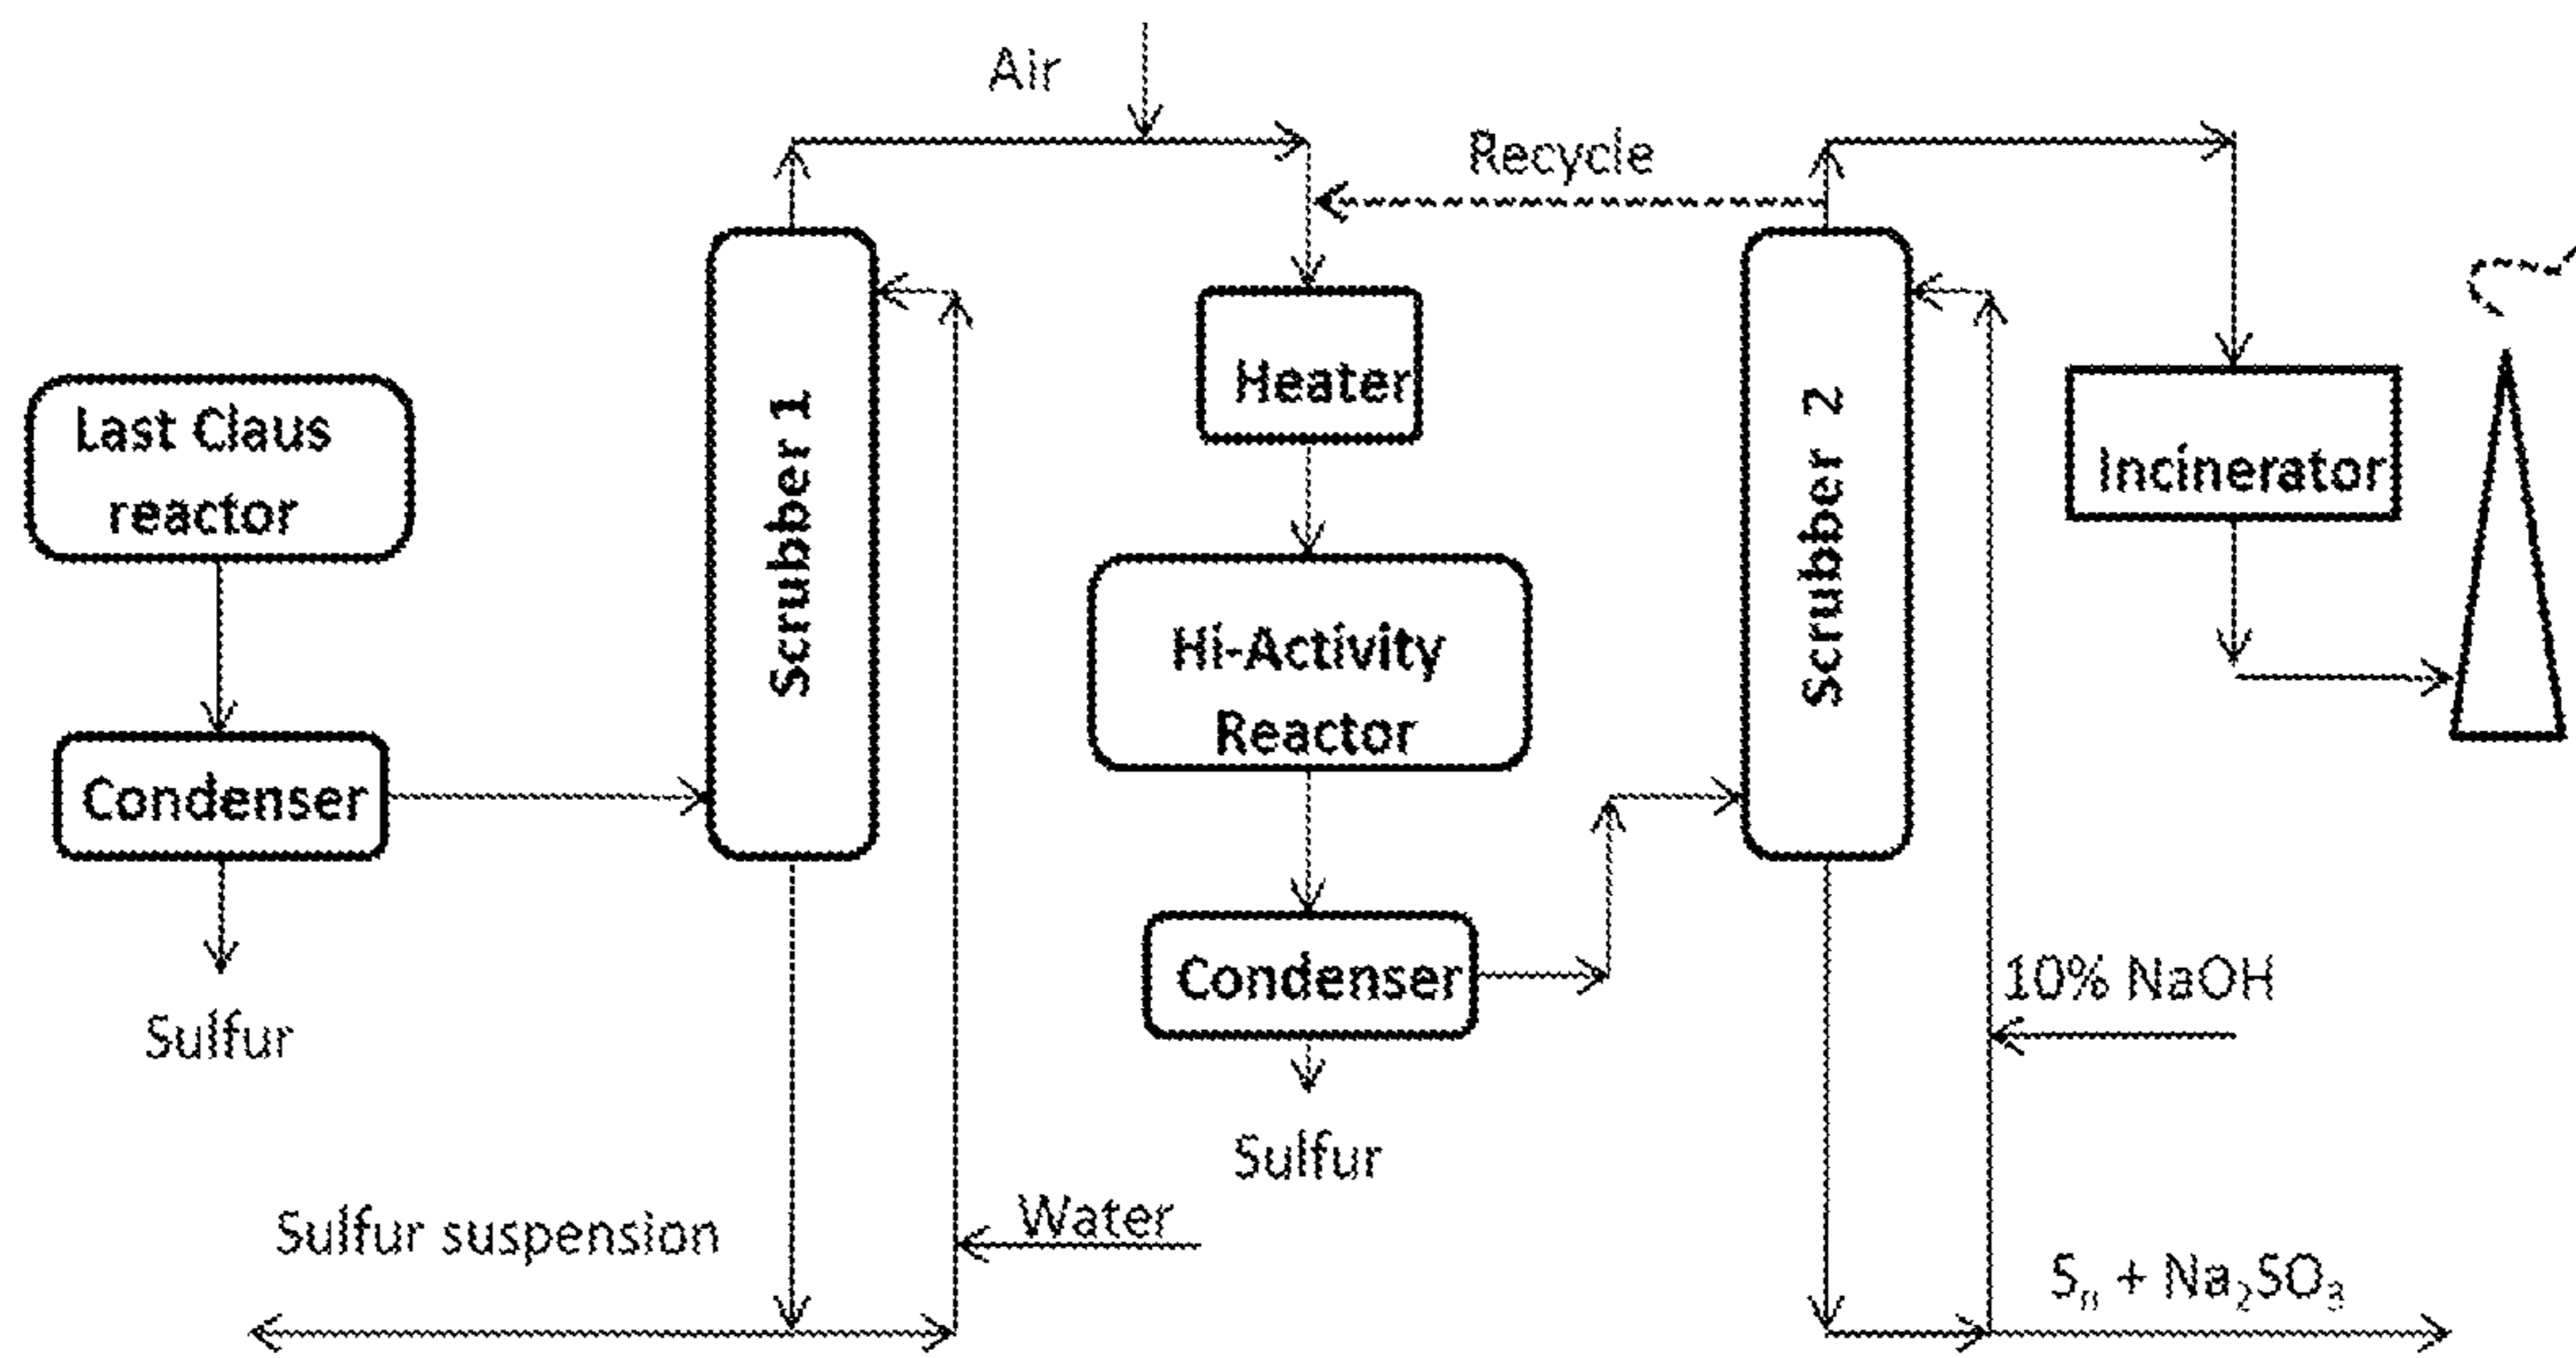 Air
Recycle
Last Claus
reactor
Condenser
Sulfur
Scrubber 1
Heater
Hi-Activity
Reactor
Condenser
Sulfur
Scrubber 2
Incinerator
10% NaOH
Sulfur suspension
Water
Sₙ + Na₂SO₃